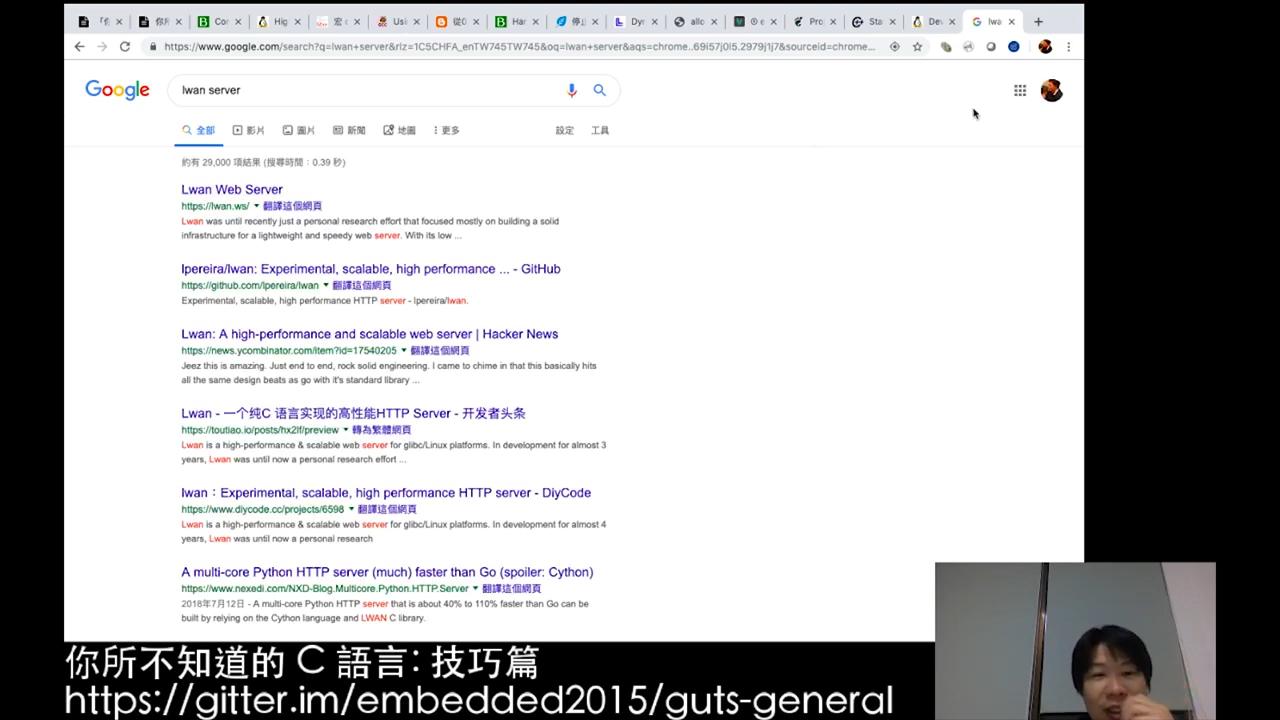 Cor
Hig
Usi
從0
Har
停止
Dy
allo
Pro
Sta
Dev
lwa
https://www.google.com/search?q=lwan+server&rlz=1C5CHFA_enTW745TW745&oq=lwan+server&aqs=chrome..69i57j0l5.2979j1j7&sourceid=chrome...
Google
lwan server
全部 影片 圖片 新聞 地圖 更多 設定 工具
約有 29,000 項結果 (搜尋時間：0.39 秒)
Lwan Web Server
https://lwan.ws/ 翻譯這個網頁
Lwan was until recently just a personal research effort that focused mostly on building a solid
infrastructure for a lightweight and speedy web server. With its low ...
lpereira/lwan: Experimental, scalable, high performance ... - GitHub
https://github.com/lpereira/lwan 翻譯這個網頁
Experimental, scalable, high performance HTTP server - lpereira/lwan.
Lwan: A high-performance and scalable web server | Hacker News
https://news.ycombinator.com/item?id=17540205 翻譯這個網頁
Jeez this is amazing. Just end to end, rock solid engineering. I came to chime in that this basically hits
all the same design beats as go with it's standard library ...
Lwan - 一个纯C 语言实现的高性能HTTP Server - 开发者头条
https://toutiao.io/posts/hx2lf/preview 轉為繁體網頁
Lwan is a high-performance & scalable web server for glibc/Linux platforms. In development for almost 3
years, Lwan was until now a personal research effort ...
lwan：Experimental, scalable, high performance HTTP server - DiyCode
https://www.diycode.cc/projects/6598 翻譯這個網頁
Lwan is a high-performance & scalable web server for glibc/Linux platforms. In development for almost 4
years, Lwan was until now a personal research
A multi-core Python HTTP server (much) faster than Go (spoiler: Cython)
https://www.nexedi.com/NXD-Blog.Multicore.Python.HTTP.Server 翻譯這個網頁
2018年7月12日 - A multi-core Python HTTP server that is about 40% to 110% faster than Go can be
built by relying on the Cython language and LWAN C library.
你所不知道的 C 語言: 技巧篇
https://gitter.im/embedded2015/guts-general